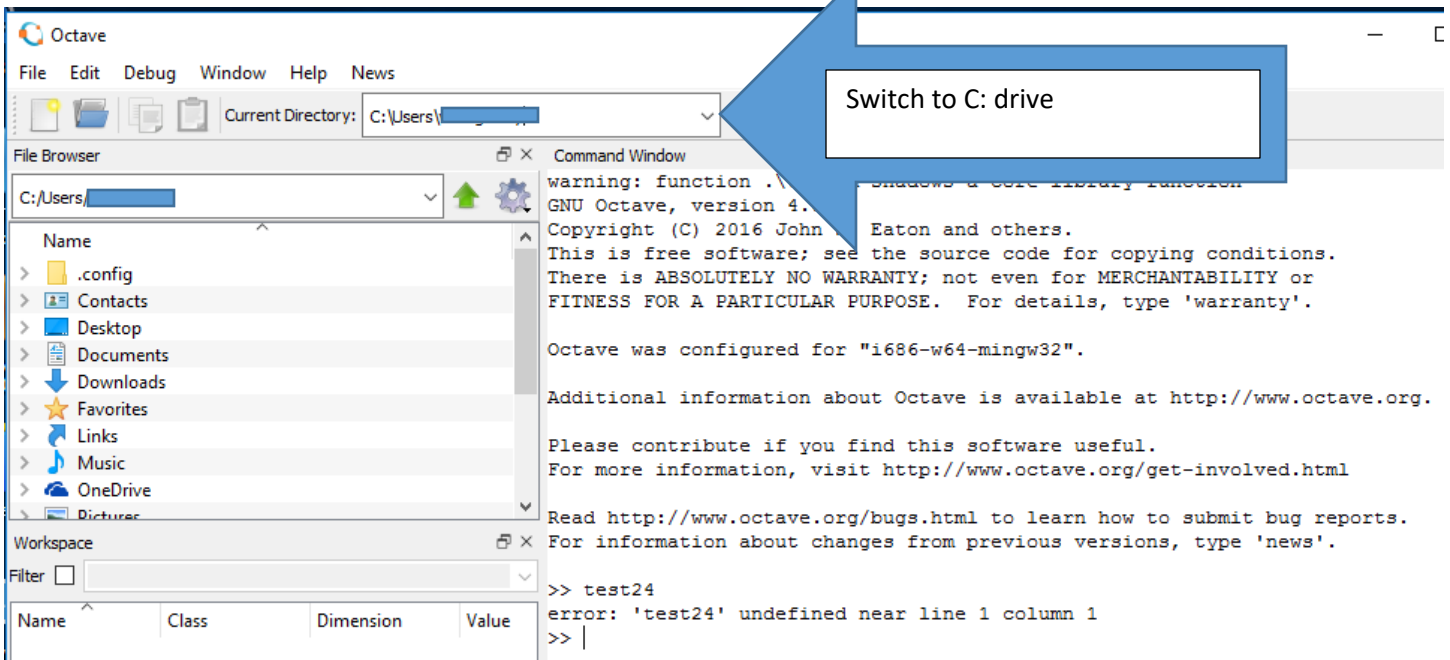 Octave
File Edit Debug Window Help News
Current Directory: C:\Users\
Switch to C: drive
File Browser
C:/Users/
Name
.config
Contacts
Desktop
Documents
Downloads
Favorites
Links
Music
OneDrive
Pictures
Workspace
Filter
Name Class Dimension Value
Command Window
warning: function .\ shadows a core library function
GNU Octave, version 4.
Copyright (C) 2016 John Eaton and others.
This is free software; see the source code for copying conditions.
There is ABSOLUTELY NO WARRANTY; not even for MERCHANTABILITY or
FITNESS FOR A PARTICULAR PURPOSE. For details, type 'warranty'.
Octave was configured for "i686-w64-mingw32".
Additional information about Octave is available at http://www.octave.org.
Please contribute if you find this software useful.
For more information, visit http://www.octave.org/get-involved.html
Read http://www.octave.org/bugs.html to learn how to submit bug reports.
For information about changes from previous versions, type 'news'.
>> test24
error: 'test24' undefined near line 1 column 1
>>